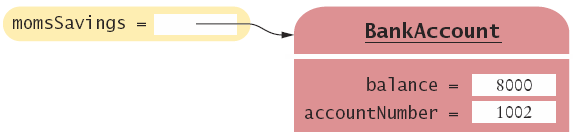 momsSavings =
BankAccount
balance = 8000
accountNumber = 1002